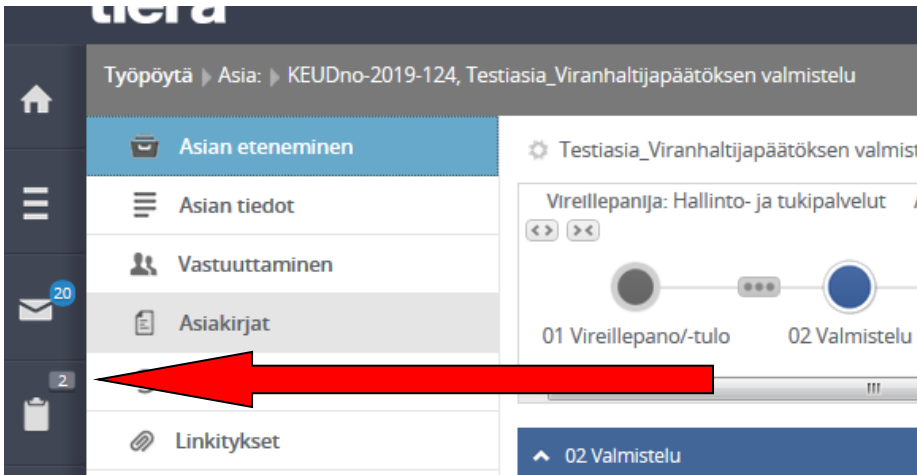 tiera
Työpöytä Asia: KEUDno-2019-124, Testiasia_Viranhaltijapäätöksen valmistelu
Asian eteneminen
Asian tiedot
Vastuuttaminen
Asiakirjat
Linkitykset
20
2
Testiasia_Viranhaltijapäätöksen valmist
Vireillepanija: Hallinto- ja tukipalvelut
01 Vireillepano/-tulo
02 Valmistelu
02 Valmistelu